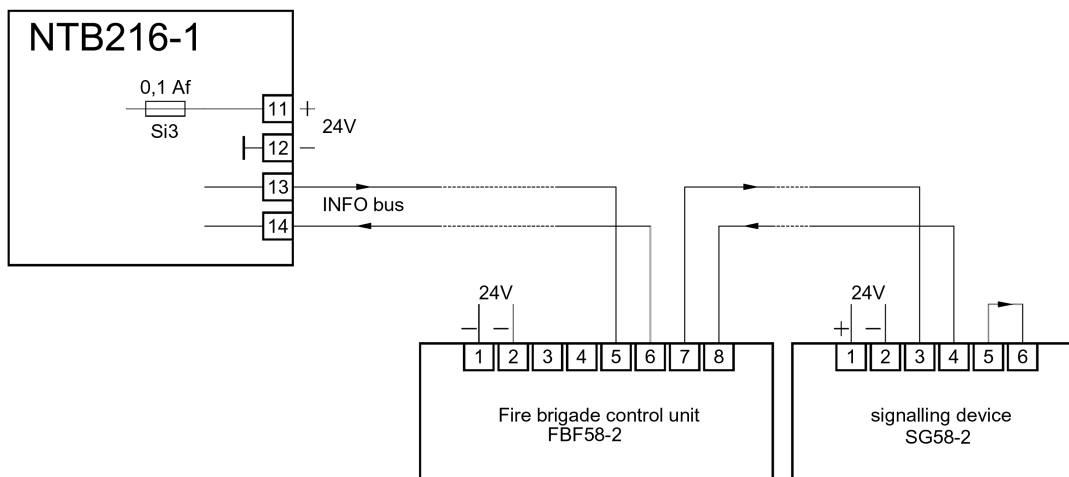 NTB216-1
0,1 Af
Si3
11 +
24V
12 –
13
INFO bus
14
24V
– –
1 2 3 4 5 6 7 8
Fire brigade control unit
FBF58-2
24V
+ –
1 2 3 4 5 6
signalling device
SG58-2